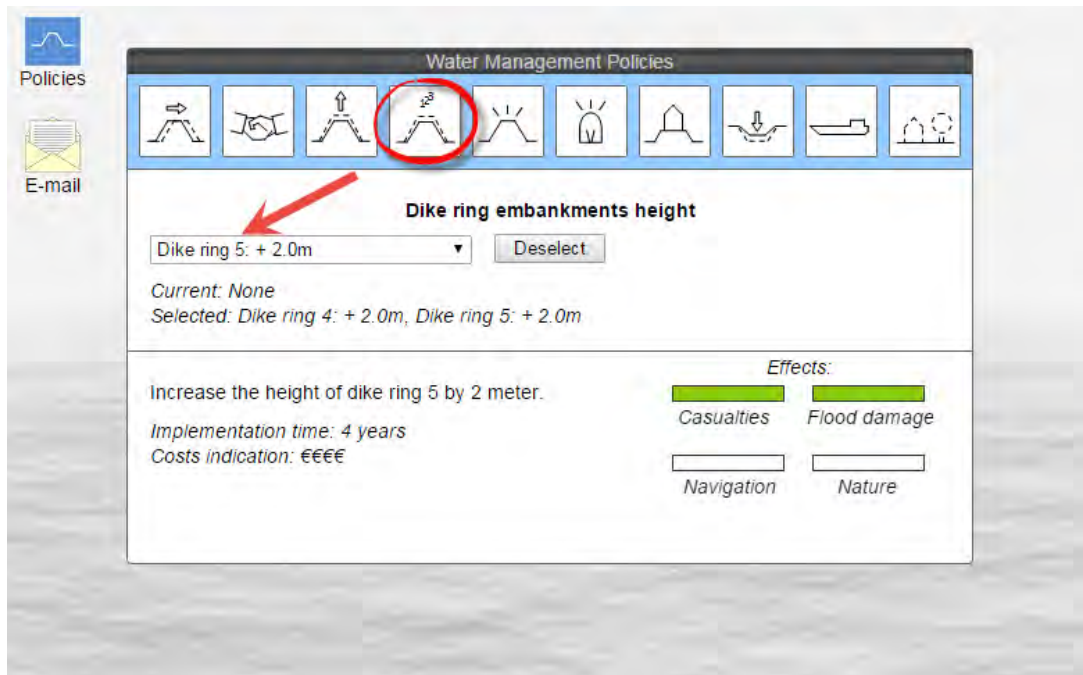 Policies
E-mail
Water Management Policies
123
Dike ring embankments height
Dike ring 5: + 2.0m
Deselect
Current: None
Selected: Dike ring 4: + 2.0m, Dike ring 5: + 2.0m
Increase the height of dike ring 5 by 2 meter.
Implementation time: 4 years
Costs indication: €€€€
Effects:
Casualties Flood damage
Navigation Nature